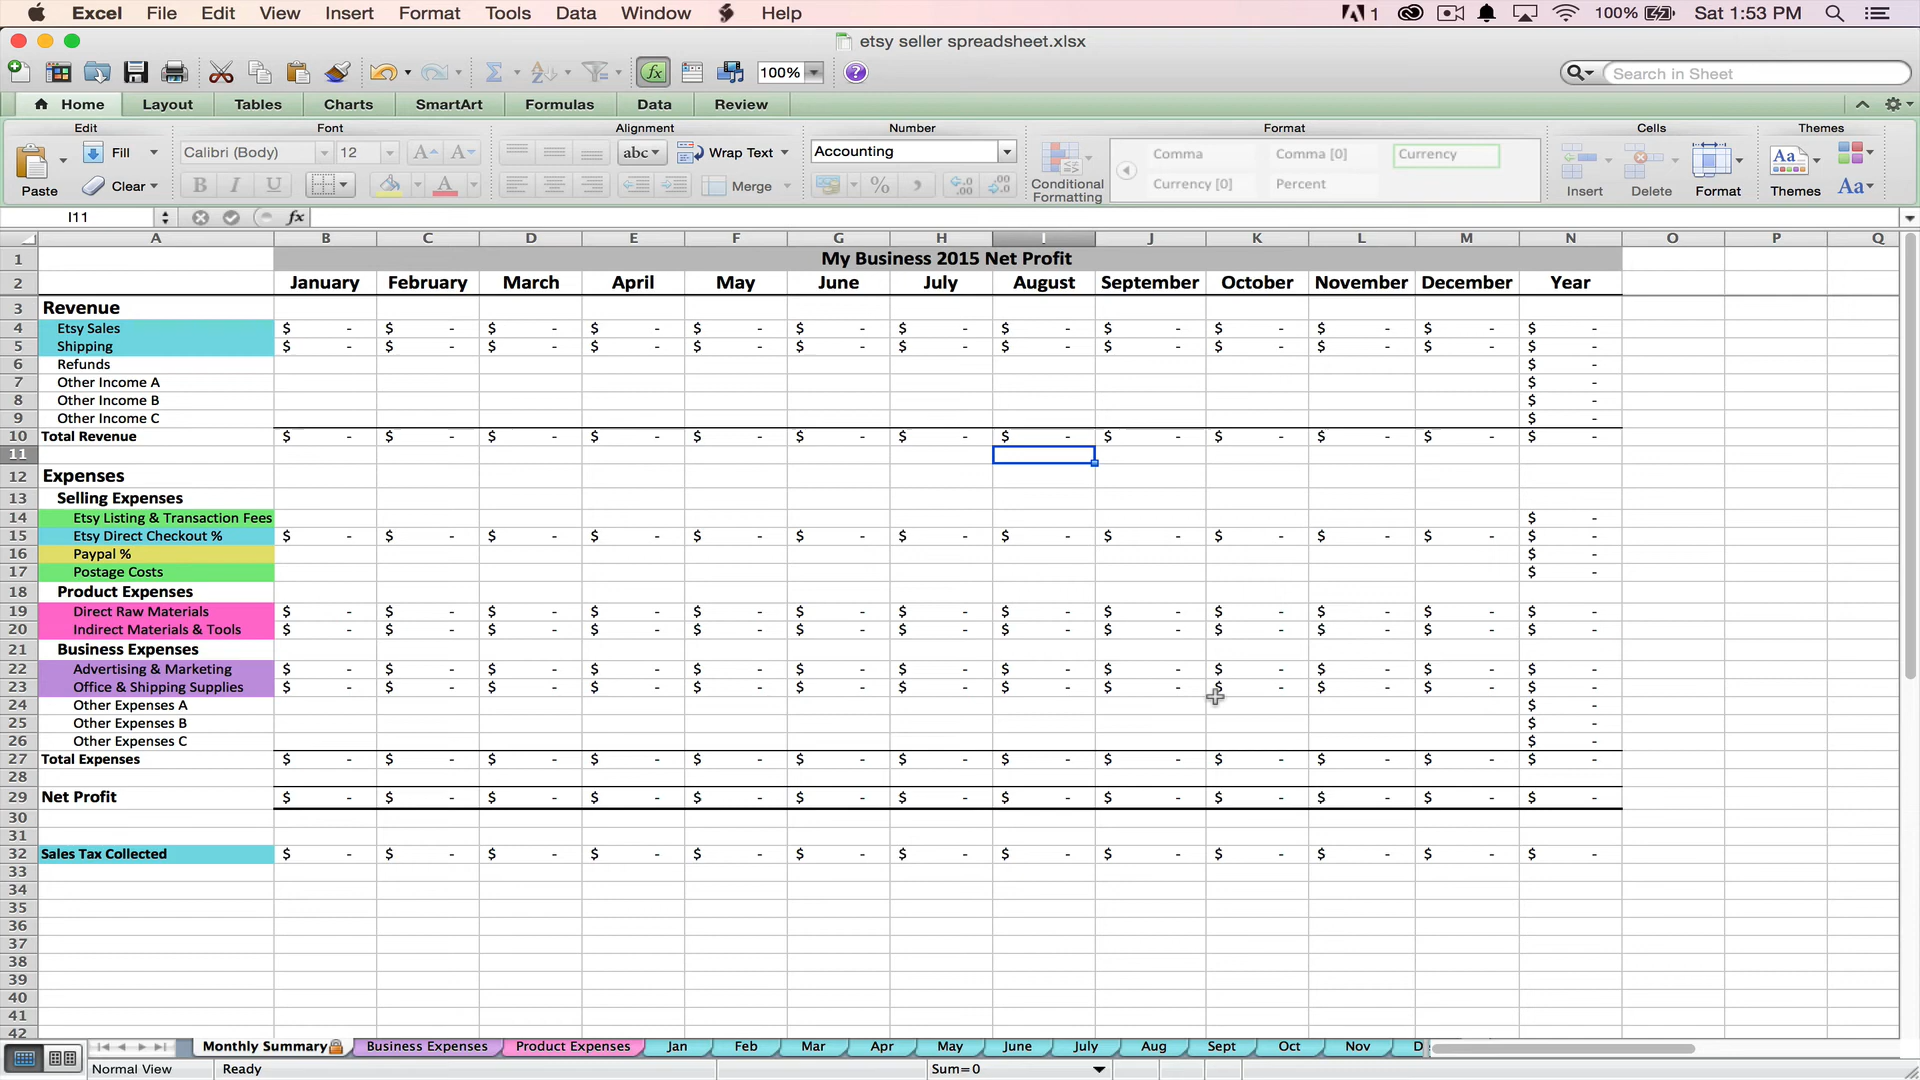 Excel File Edit View Insert Format Tools Data Window Help 1 100% Sat 1:53 PM
etsy seller spreadsheet.xlsx
fx 100% ? Search in Sheet
Home Layout Tables Charts SmartArt Formulas Data Review
Edit Font Alignment Number Format Cells Themes
Fill Calibri (Body) 12 A A abc Wrap Text Accounting Comma Comma [0] Currency
Paste Clear B I U A Merge % Conditional Formatting Currency [0] Percent Insert Delete Format Aa Themes Aa
I11 fx
A B C D E F G H I J K L M N O P Q
1 My Business 2015 Net Profit
2 January February March April May June July August September October November December Year
3 Revenue
4 Etsy Sales $ - $ - $ - $ - $ - $ - $ - $ - $ - $ - $ - $ - $ -
5 Shipping $ - $ - $ - $ - $ - $ - $ - $ - $ - $ - $ - $ - $ -
6 Refunds $ -
7 Other Income A $ -
8 Other Income B $ -
9 Other Income C $ -
10 Total Revenue $ - $ - $ - $ - $ - $ - $ - $ - $ - $ - $ - $ - $ -
11
12 Expenses
13 Selling Expenses
14 Etsy Listing & Transaction Fees $ -
15 Etsy Direct Checkout % $ - $ - $ - $ - $ - $ - $ - $ - $ - $ - $ - $ - $ -
16 Paypal % $ -
17 Postage Costs $ -
18 Product Expenses
19 Direct Raw Materials $ - $ - $ - $ - $ - $ - $ - $ - $ - $ - $ - $ - $ -
20 Indirect Materials & Tools $ - $ - $ - $ - $ - $ - $ - $ - $ - $ - $ - $ - $ -
21 Business Expenses
22 Advertising & Marketing $ - $ - $ - $ - $ - $ - $ - $ - $ - $ - $ - $ - $ -
23 Office & Shipping Supplies $ - $ - $ - $ - $ - $ - $ - $ - $ - $ - $ - $ - $ -
24 Other Expenses A $ -
25 Other Expenses B $ -
26 Other Expenses C $ -
27 Total Expenses $ - $ - $ - $ - $ - $ - $ - $ - $ - $ - $ - $ - $ -
28
29 Net Profit $ - $ - $ - $ - $ - $ - $ - $ - $ - $ - $ - $ - $ -
30
31
32 Sales Tax Collected $ - $ - $ - $ - $ - $ - $ - $ - $ - $ - $ - $ - $ -
33
34
35
36
37
38
39
40
41
42
Monthly Summary Business Expenses Product Expenses Jan Feb Mar Apr May June July Aug Sept Oct Nov D
Normal View Ready Sum=0